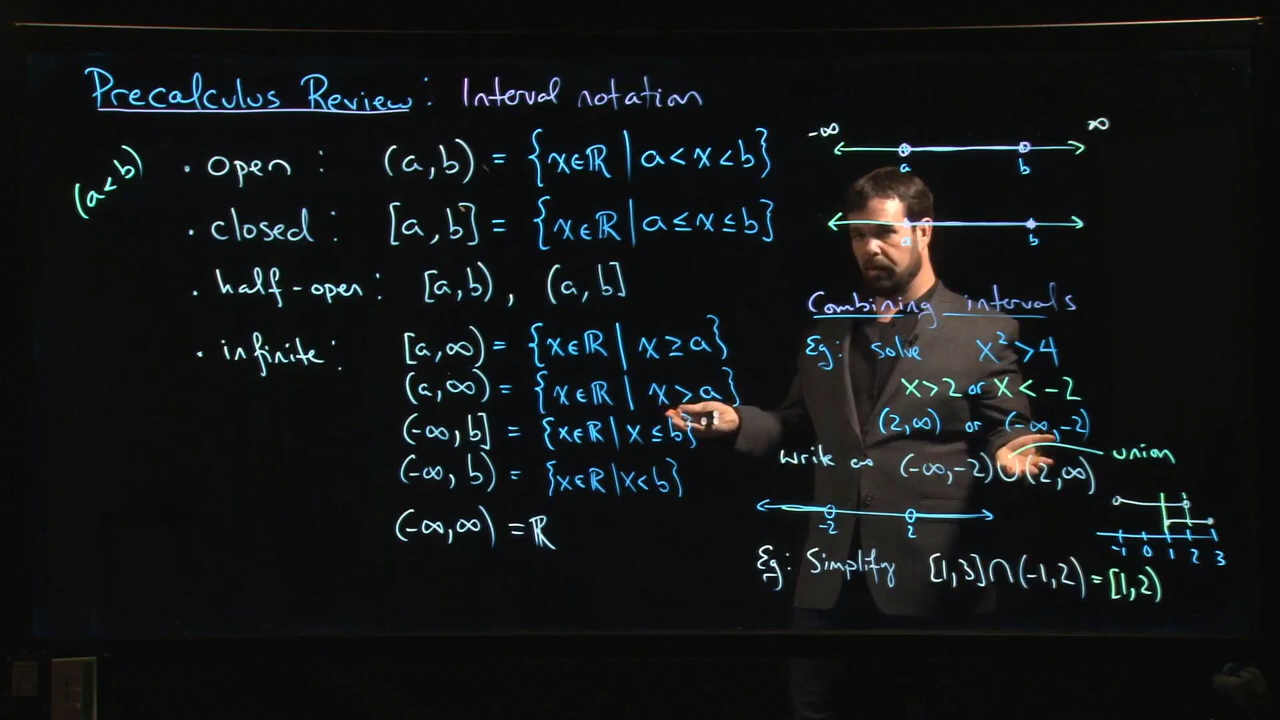 Precalculus Review: Interval notation
(a<b)
• open: (a,b) = {x∈ℝ | a<x<b}
• closed: [a,b] = {x∈ℝ | a≤x≤b}
• half-open: [a,b), (a,b]
• infinite: [a,∞) = {x∈ℝ | x≥a}
(a,∞) = {x∈ℝ | x>a}
(-∞,b] = {x∈ℝ | x≤b}
(-∞,b) = {x∈ℝ | x<b}
(-∞,∞) = ℝ
-∞ ∞
a b
a b
Combining intervals
Eg: solve x²>4
x>2 or x<-2
(2,∞) or (-∞,-2)
write as (-∞,-2)∪(2,∞) union
-2 2
-1 0 1 2 3
Eg: Simplify [1,3]∩(-1,2) = [1,2)